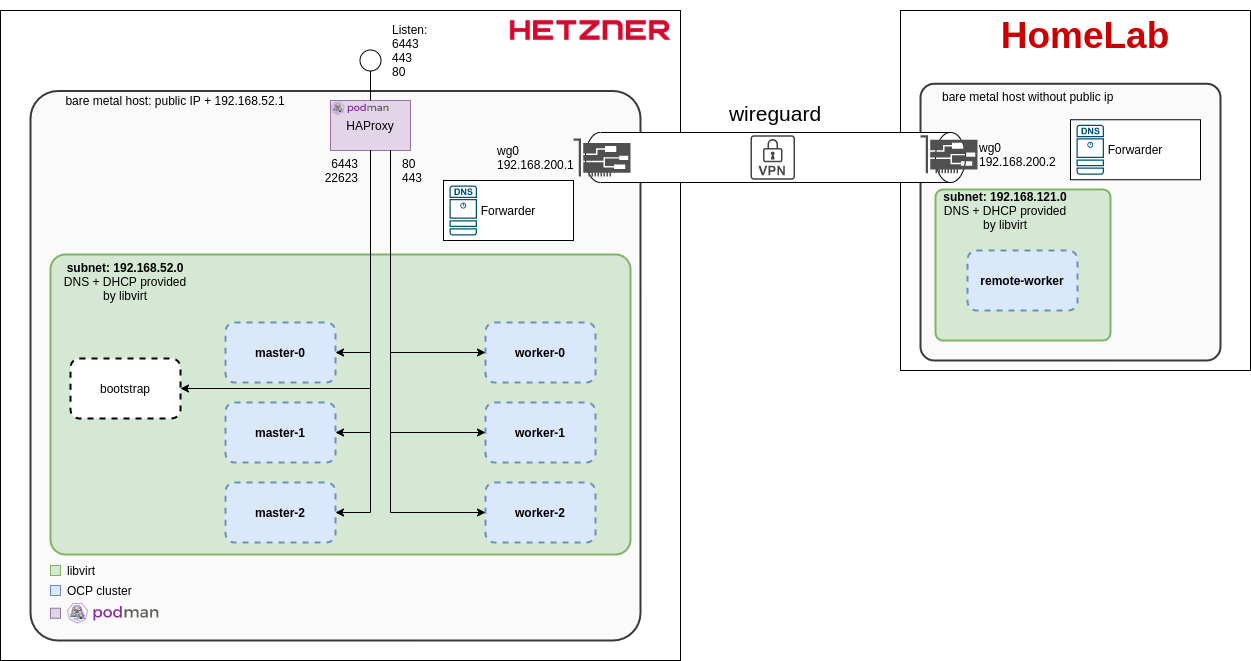 Listen:
6443
443
80
HETZNER
HomeLab
bare metal host: public IP + 192.168.52.1
podman
HAProxy
6443
22623
80
443
wg0
192.168.200.1
DNS
Forwarder
wireguard
VPN
bare metal host without public ip
wg0
192.168.200.2
DNS
Forwarder
subnet: 192.168.121.0
DNS + DHCP provided
by libvirt
remote-worker
subnet: 192.168.52.0
DNS + DHCP provided
by libvirt
master-0
worker-0
bootstrap
master-1
worker-1
master-2
worker-2
libvirt
OCP cluster
podman